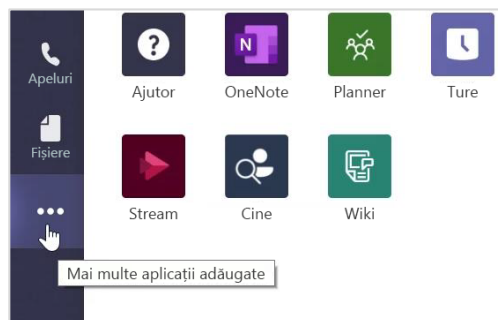 Apeluri
Fișiere
Ajutor
OneNote
Planner
Ture
Stream
Cine
Wiki
Mai multe aplicații adăugate